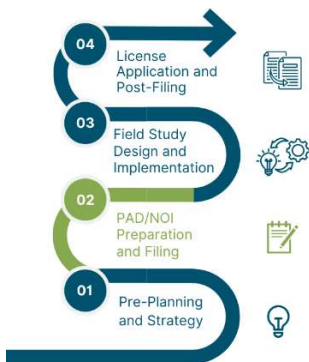 04
License
Application and
Post-Filing
03
Field Study
Design and
Implementation
02
PAD/NOI
Preparation
and Filing
01
Pre-Planning
and Strategy